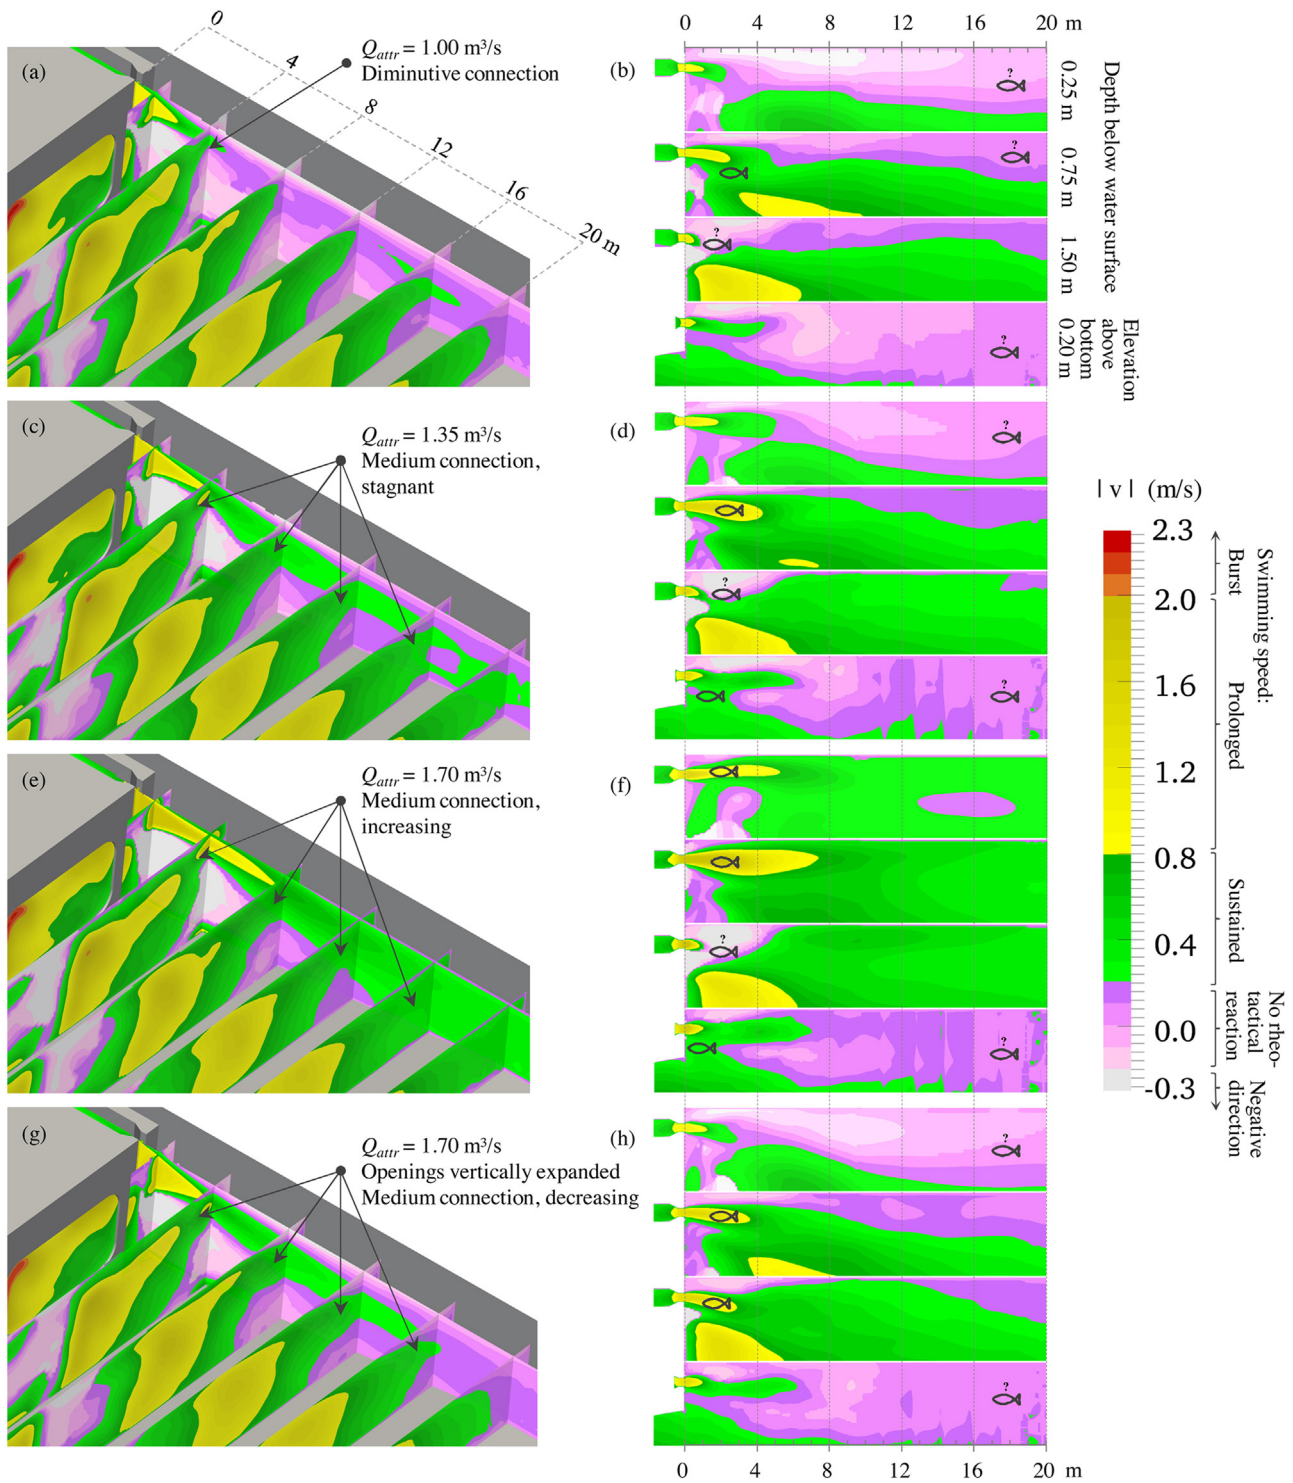 0 4 8 12 16 20 m
(a)
0
4
8
12
16
20 m
Q_attr = 1.00 m³/s
Diminutive connection
(b)
?
0.25 m
?
0.75 m
?
1.50 m
?
0.20 m
Depth below water surface
Elevation
above
bottom
(c)
Q_attr = 1.35 m³/s
Medium connection,
stagnant
(d)
?
?
?
(e)
Q_attr = 1.70 m³/s
Medium connection,
increasing
(f)
?
?
(g)
Q_attr = 1.70 m³/s
Openings vertically expanded
Medium connection, decreasing
(h)
?
?
0 4 8 12 16 20 m
| v | (m/s)
2.3
2.0
1.6
1.2
0.8
0.4
0.0
-0.3
Swimming speed:
Burst
Prolonged
Sustained
No rheo-
tactical
reaction
Negative
direction